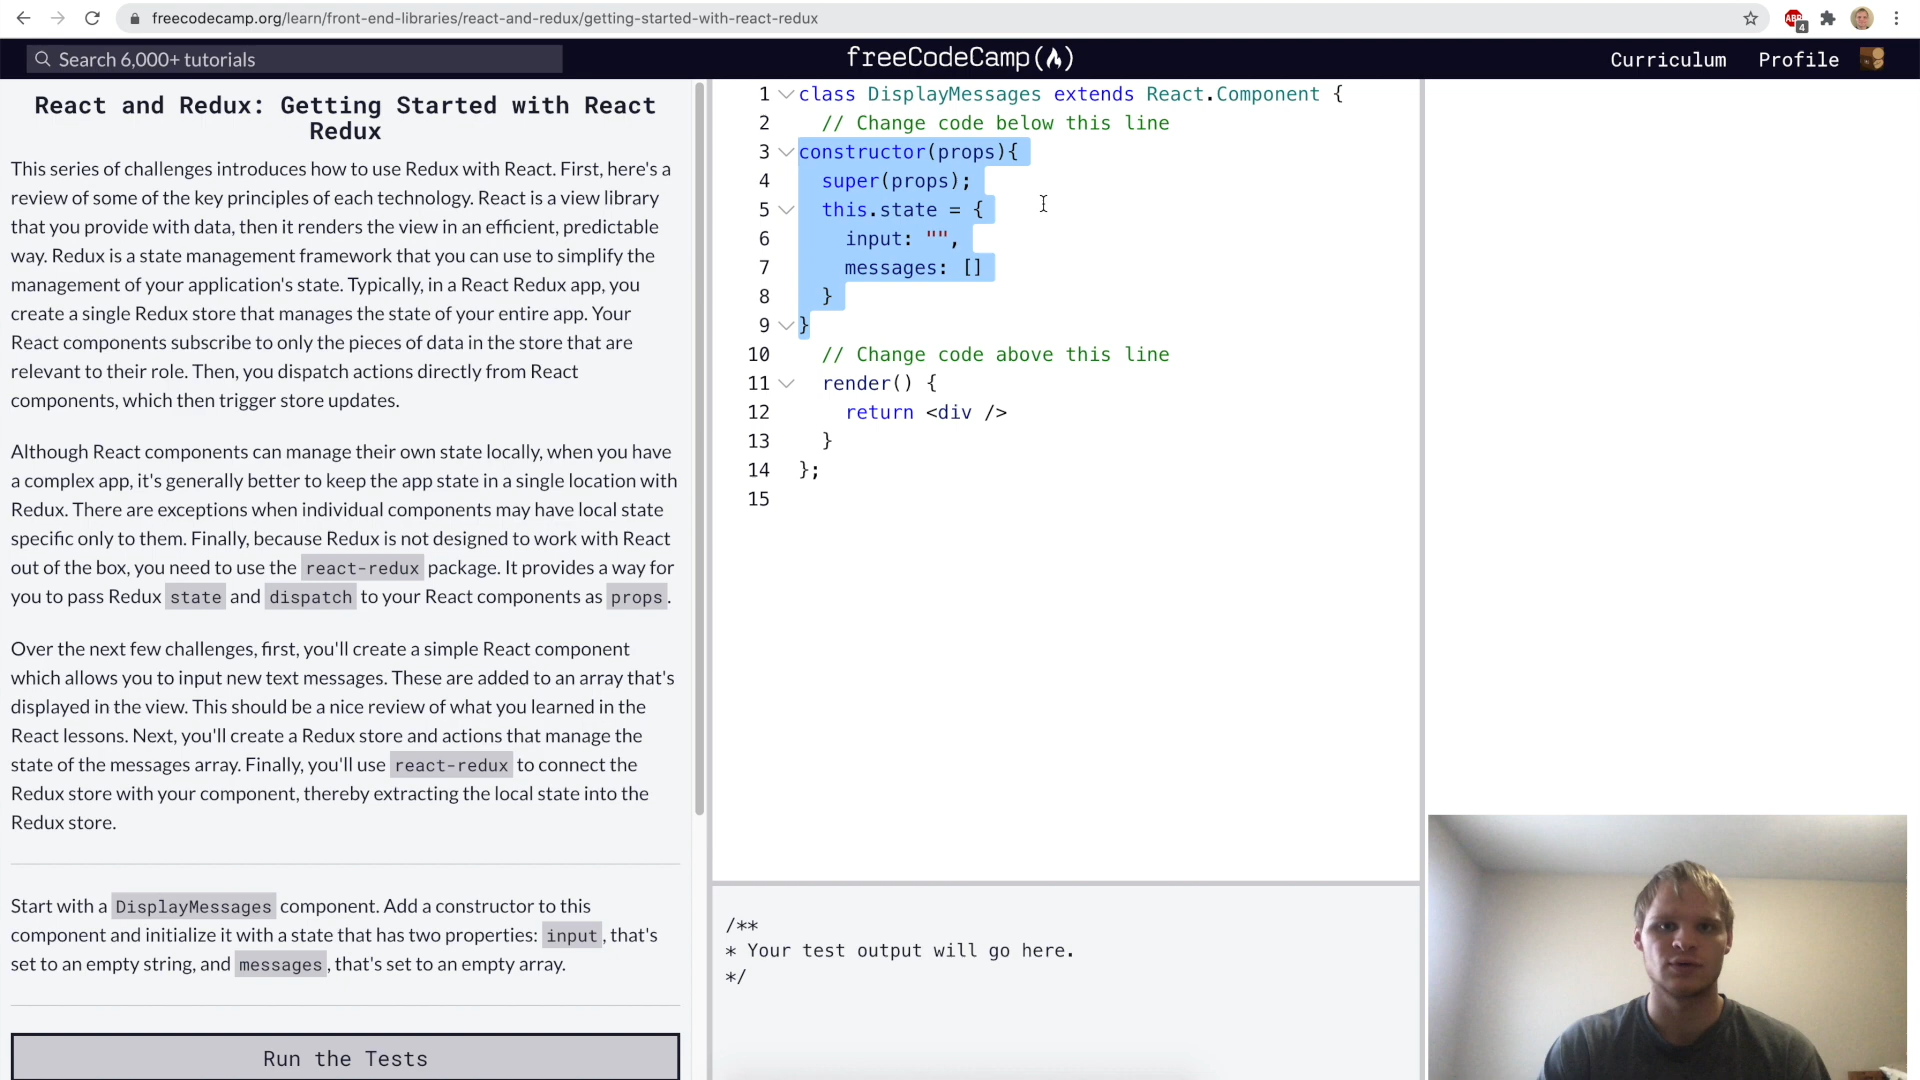 freecodecamp.org/learn/front-end-libraries/react-and-redux/getting-started-with-react-redux
ABP
4
Search 6,000+ tutorials
freeCodeCamp
Curriculum
Profile
React and Redux: Getting Started with React
Redux
This series of challenges introduces how to use Redux with React. First, here's a
review of some of the key principles of each technology. React is a view library
that you provide with data, then it renders the view in an efficient, predictable
way. Redux is a state management framework that you can use to simplify the
management of your application's state. Typically, in a React Redux app, you
create a single Redux store that manages the state of your entire app. Your
React components subscribe to only the pieces of data in the store that are
relevant to their role. Then, you dispatch actions directly from React
components, which then trigger store updates.
Although React components can manage their own state locally, when you have
a complex app, it's generally better to keep the app state in a single location with
Redux. There are exceptions when individual components may have local state
specific only to them. Finally, because Redux is not designed to work with React
out of the box, you need to use the react-redux package. It provides a way for
you to pass Redux state and dispatch to your React components as props.
Over the next few challenges, first, you'll create a simple React component
which allows you to input new text messages. These are added to an array that's
displayed in the view. This should be a nice review of what you learned in the
React lessons. Next, you'll create a Redux store and actions that manage the
state of the messages array. Finally, you'll use react-redux to connect the
Redux store with your component, thereby extracting the local state into the
Redux store.
Start with a DisplayMessages component. Add a constructor to this
component and initialize it with a state that has two properties: input, that's
set to an empty string, and messages, that's set to an empty array.
Run the Tests
1 class DisplayMessages extends React.Component {
2 // Change code below this line
3 constructor(props){
4 super(props);
5 this.state = {
6 input: "",
7 messages: []
8 }
9 }
10 // Change code above this line
11 render() {
12 return <div />
13 }
14 };
15
/**
* Your test output will go here.
*/